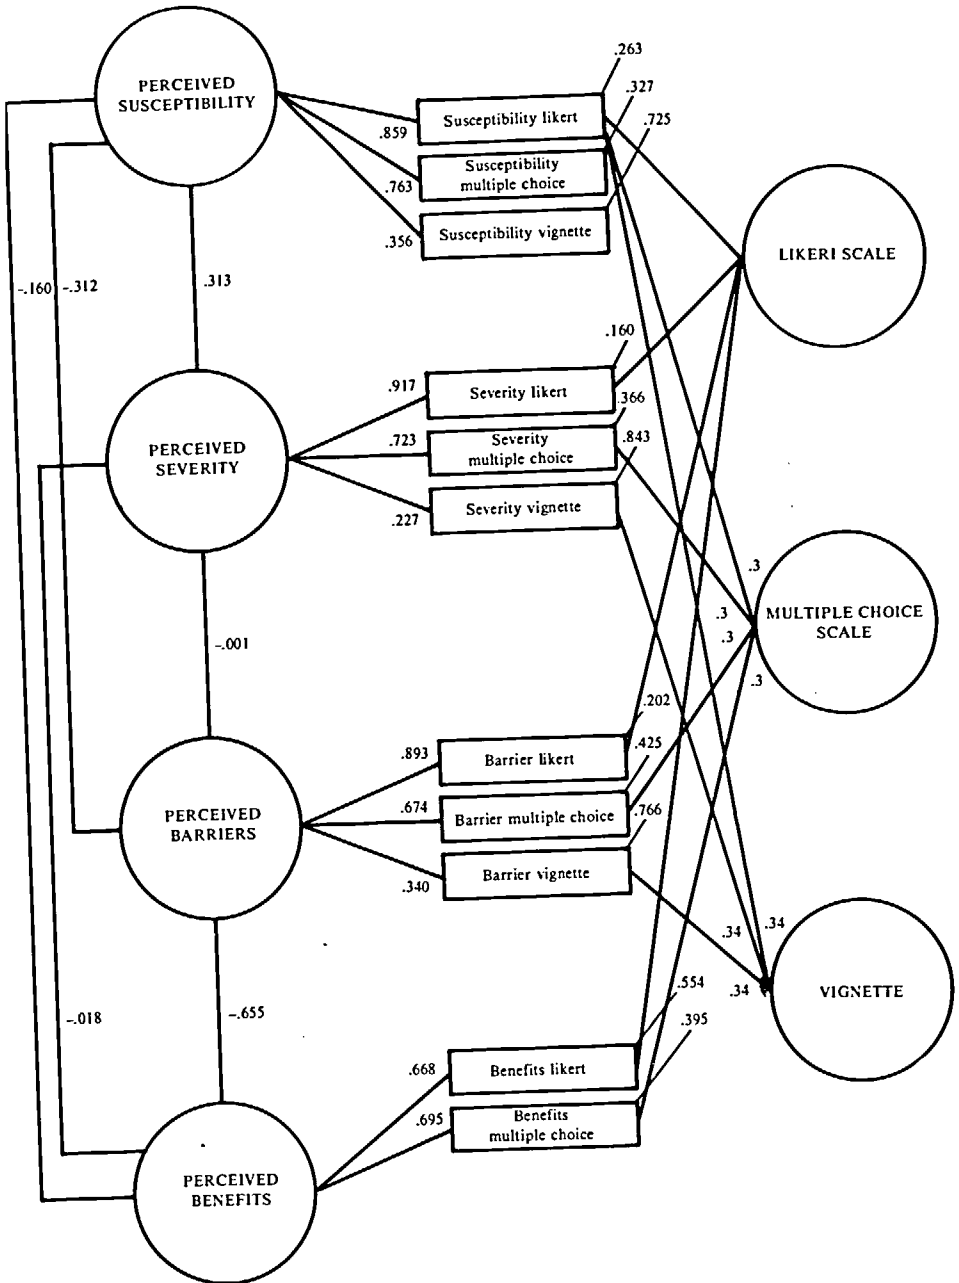 PERCEIVED
SUSCEPTIBILITY
.859
.763
.356
Susceptibility likert
Susceptibility
multiple choice
Susceptibility vignette
.263
.327
.725
LIKERI SCALE
-.160
-.312
.313
PERCEIVED
SEVERITY
.917
.723
.227
Severity likert
Severity
multiple choice
Severity vignette
.160
.366
.843
.3
.3
.3
.3
MULTIPLE CHOICE
SCALE
-.001
PERCEIVED
BARRIERS
.893
.674
.340
Barrier likert
Barrier multiple choice
Barrier vignette
.202
.425
.766
.34
.34
.34
VIGNETTE
-.018
-.655
PERCEIVED
BENEFITS
.668
.695
Benefits likert
Benefits
multiple choice
.554
.395